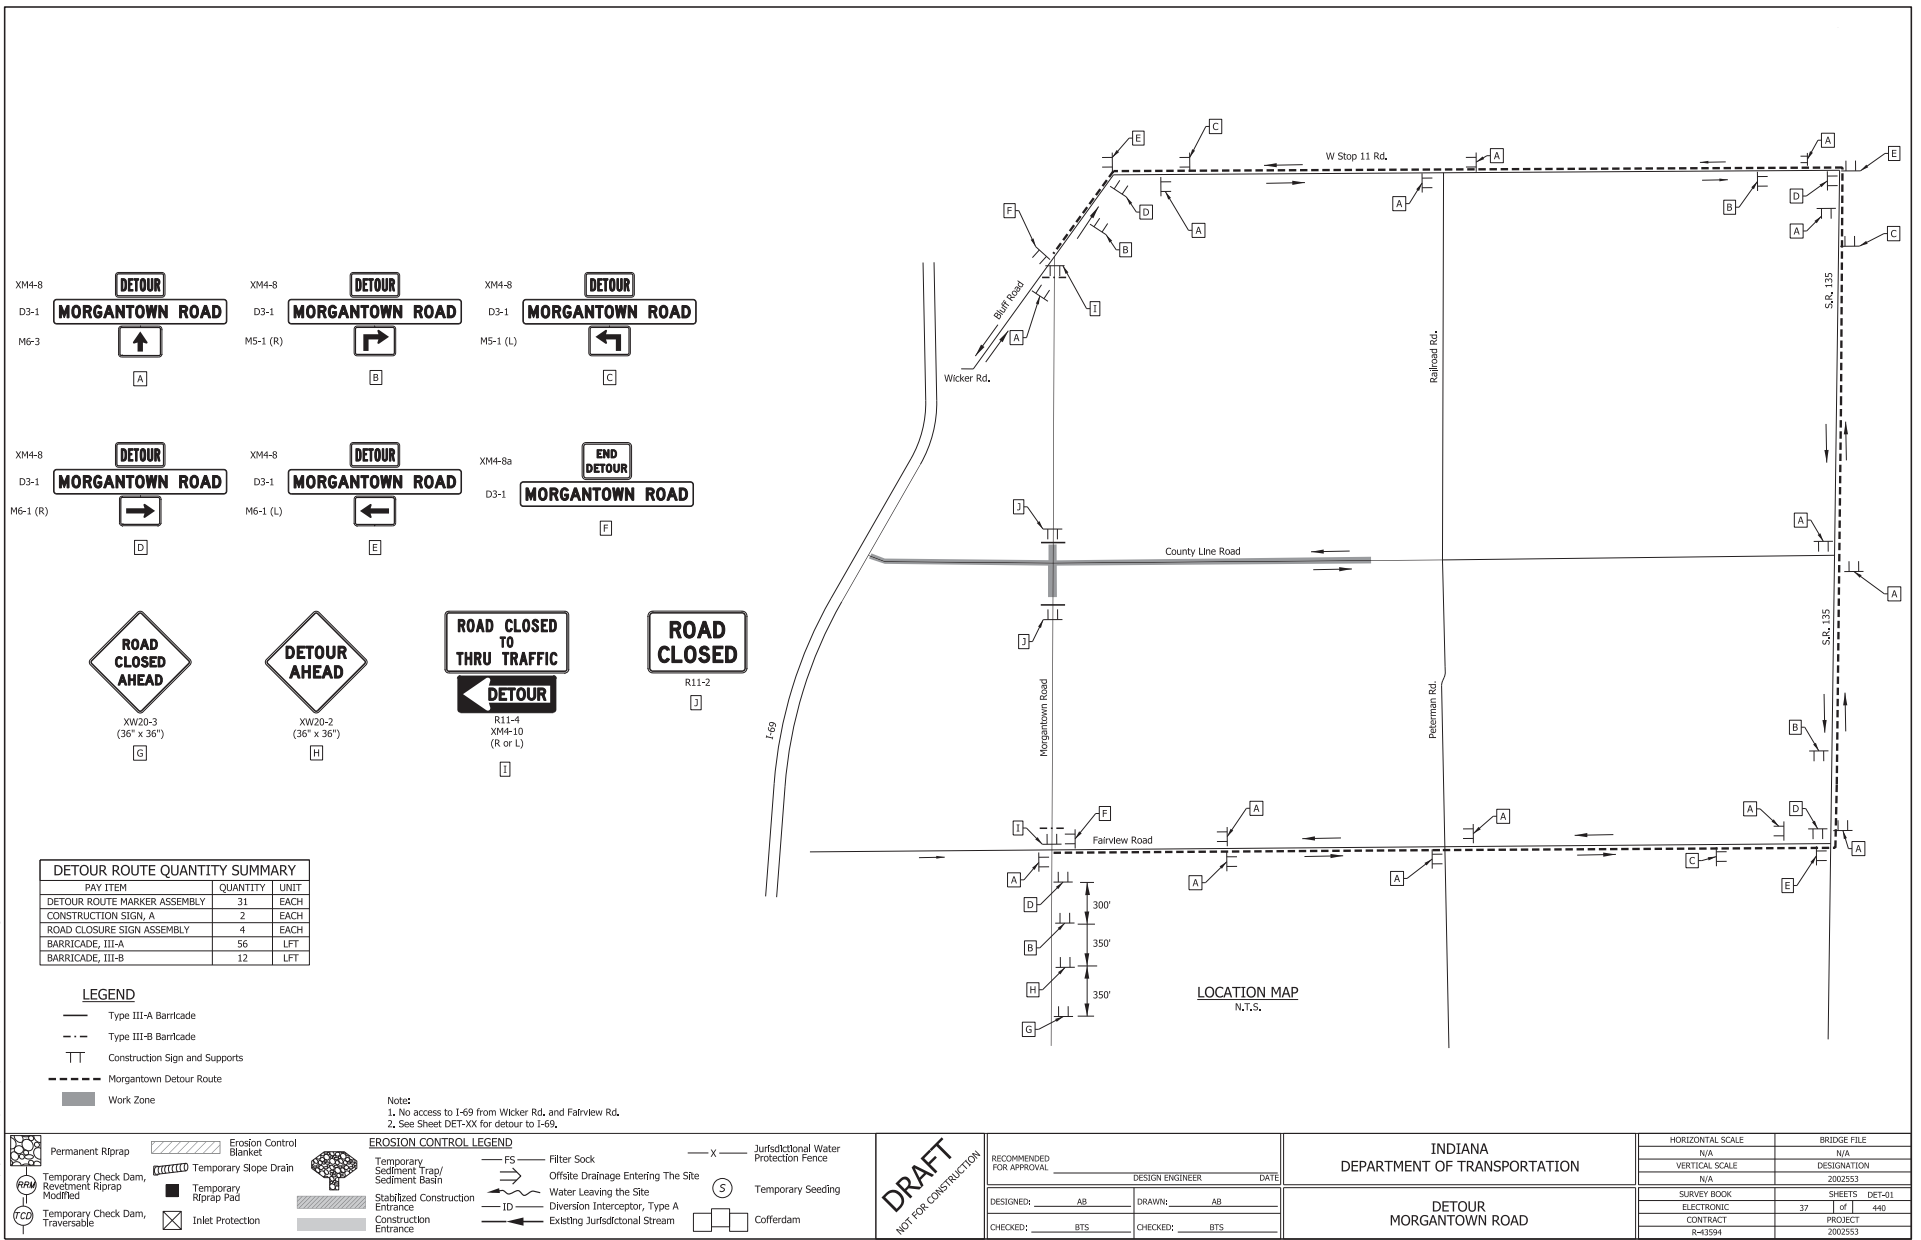 XM4-8
DETOUR
D3-1
MORGANTOWN ROAD
M6-3
A
XM4-8
DETOUR
D3-1
MORGANTOWN ROAD
M5-1 (R)
B
XM4-8
DETOUR
D3-1
MORGANTOWN ROAD
M5-1 (L)
C
XM4-8
DETOUR
D3-1
MORGANTOWN ROAD
M6-1 (R)
D
XM4-8
DETOUR
D3-1
MORGANTOWN ROAD
M6-1 (L)
E
XM4-8a
END
DETOUR
D3-1
MORGANTOWN ROAD
F
ROAD
CLOSED
AHEAD
XW20-3
(36" x 36")
G
DETOUR
AHEAD
XW20-2
(36" x 36")
H
ROAD CLOSED
TO
THRU TRAFFIC
DETOUR
R11-4
XM4-10
(R or L)
I
ROAD
CLOSED
R11-2
J
E
C
W Stop 11 Rd.
A
A
E
F
D
A
B
A
B
D
A
C
I
Bluff Road
A
Wicker Rd.
Railroad Rd.
S.R. 135
J
County Line Road
A
A
J
S.R. 135
I-69
Morgantown Road
Peterman Rd.
B
I
F
Fairview Road
A
A
A
D
A
A
A
A
C
E
D
300'
B
350'
H
350'
G
LOCATION MAP
N.T.S.
DETOUR ROUTE QUANTITY SUMMARY
PAY ITEM QUANTITY UNIT
DETOUR ROUTE MARKER ASSEMBLY 31 EACH
CONSTRUCTION SIGN, A 2 EACH
ROAD CLOSURE SIGN ASSEMBLY 4 EACH
BARRICADE, III-A 56 LFT
BARRICADE, III-B 12 LFT
LEGEND
Type III-A Barricade
Type III-B Barricade
Construction Sign and Supports
Morgantown Detour Route
Work Zone
Note:
1. No access to I-69 from Wicker Rd. and Fairview Rd.
2. See Sheet DET-XX for detour to I-69.
EROSION CONTROL LEGEND
Permanent Riprap
RRM
Temporary Check Dam,
Revetment Riprap
Modified
TCD
Temporary Check Dam,
Traversable
Erosion Control
Blanket
Temporary Slope Drain
Temporary
Riprap Pad
Inlet Protection
Temporary
Sediment Trap/
Sediment Basin
Stabilized Construction
Entrance
Construction
Entrance
FS
Filter Sock
Offsite Drainage Entering The Site
Water Leaving the Site
ID
Diversion Interceptor, Type A
Existing Jurisdictonal Stream
X
Jurisdictional Water
Protection Fence
S
Temporary Seeding
Cofferdam
DRAFT
NOT FOR CONSTRUCTION
RECOMMENDED
FOR APPROVAL
DESIGN ENGINEER DATE
DESIGNED: AB DRAWN: AB
CHECKED: BTS CHECKED: BTS
INDIANA
DEPARTMENT OF TRANSPORTATION
DETOUR
MORGANTOWN ROAD
HORIZONTAL SCALE BRIDGE FILE
N/A N/A
VERTICAL SCALE DESIGNATION
N/A 2002553
SURVEY BOOK SHEETS DET-01
ELECTRONIC 37 of 440
CONTRACT PROJECT
R-43594 2002553